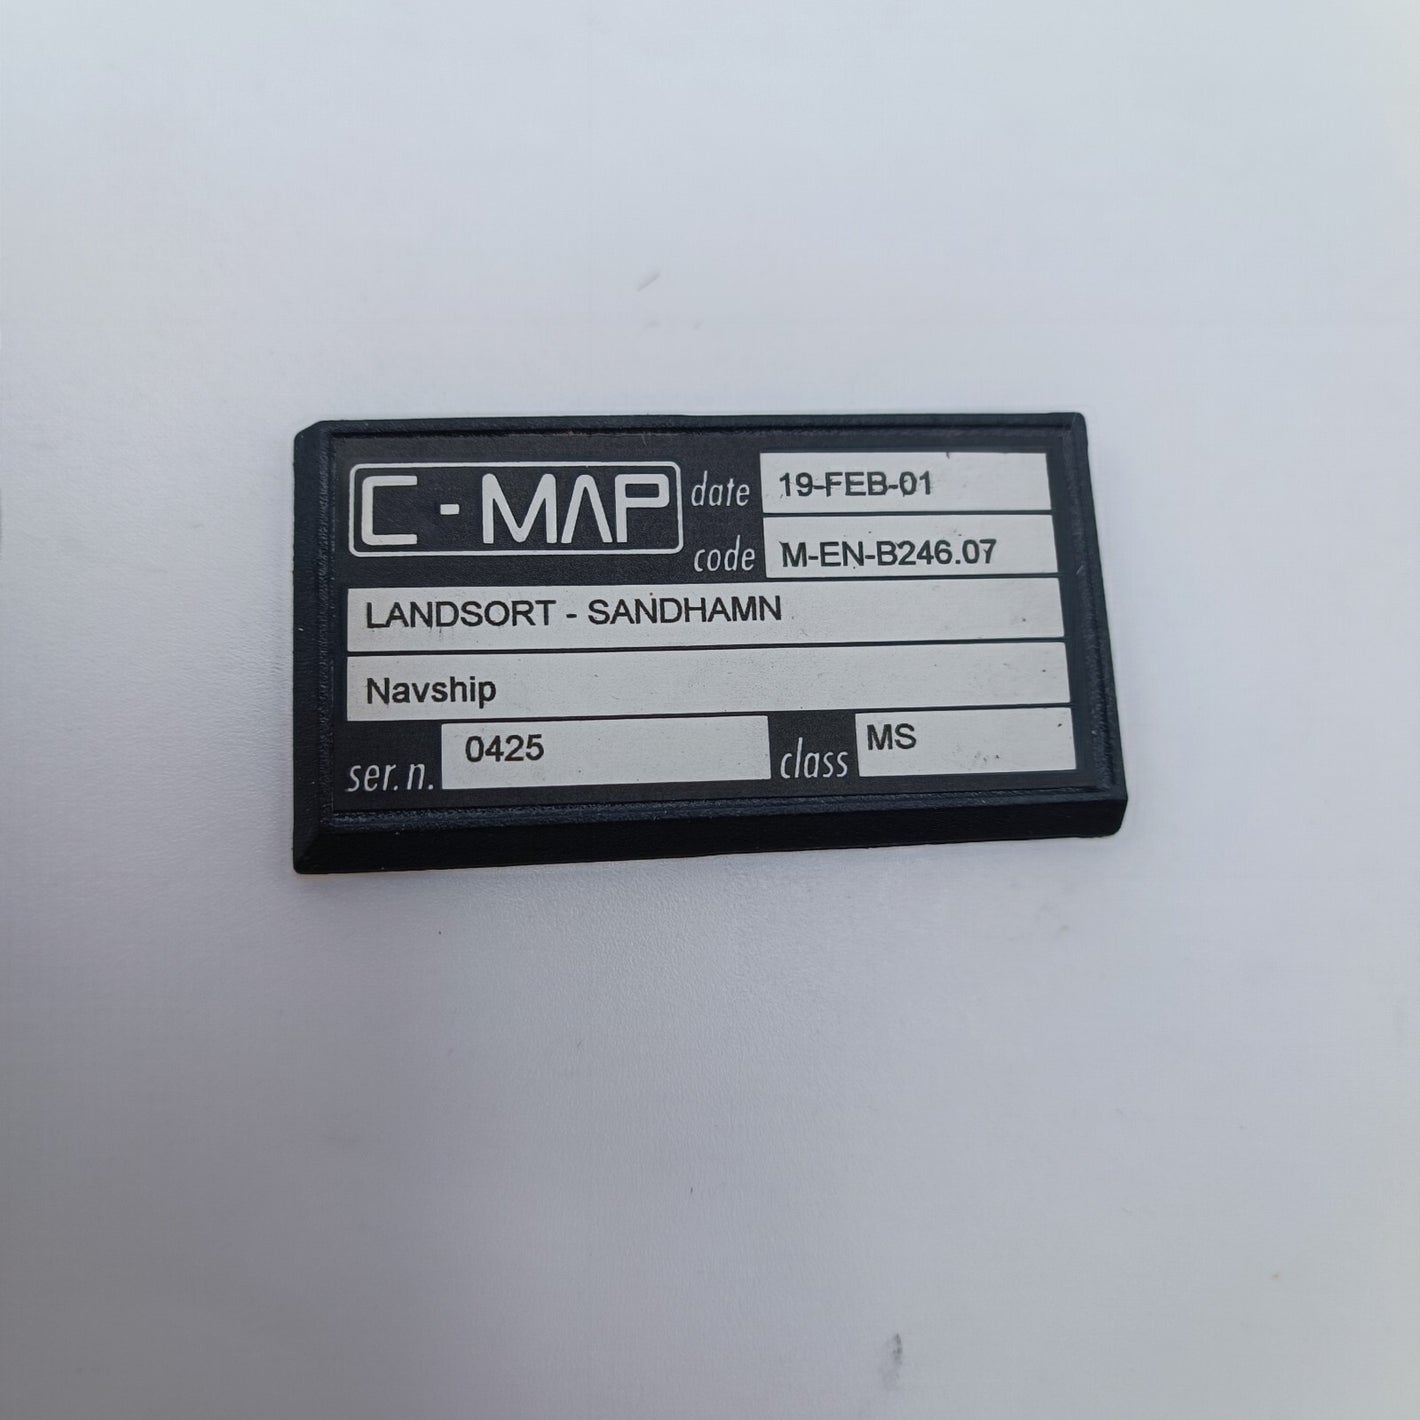 C-MAP
date 19-FEB-01
code M-EN-B246.07
LANDSORT - SANDHAMN
Navship
ser.n. 0425 class MS